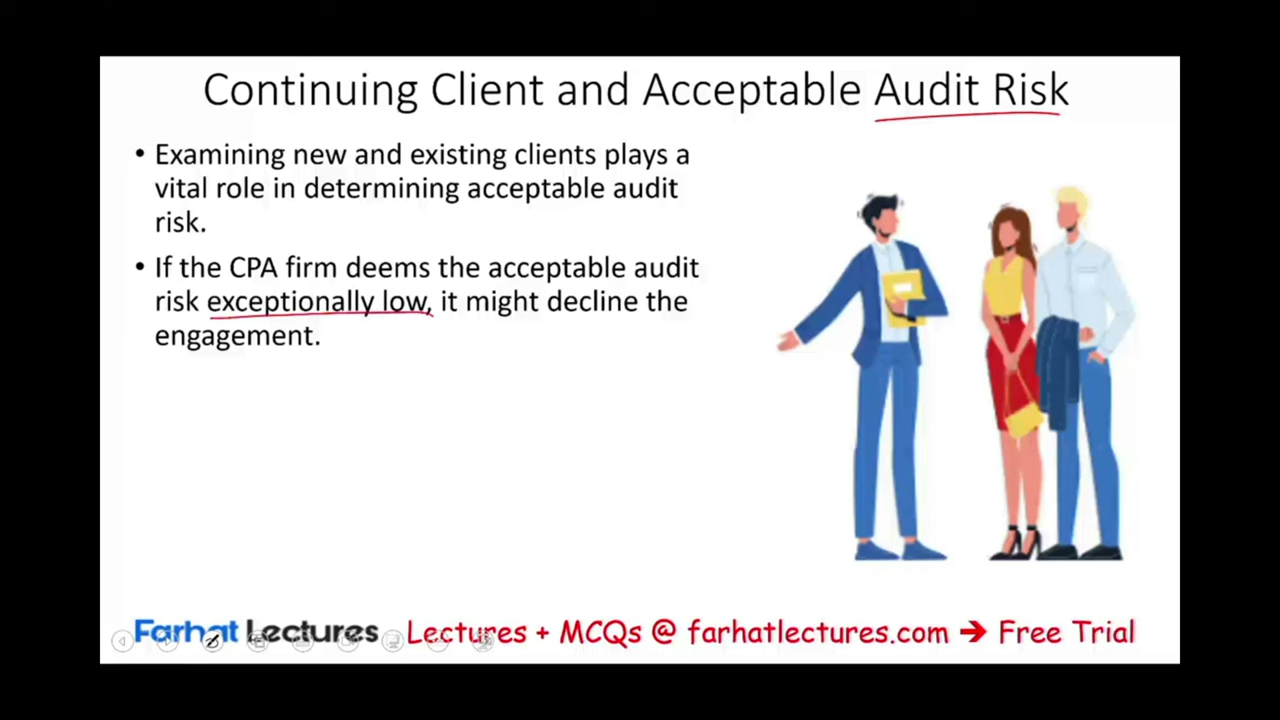 Continuing Client and Acceptable Audit Risk
• Examining new and existing clients plays a
vital role in determining acceptable audit
risk.
• If the CPA firm deems the acceptable audit
risk exceptionally low, it might decline the
engagement.
Farhat Lectures Lectures + MCQs @ farhatlectures.com ➔ Free Trial